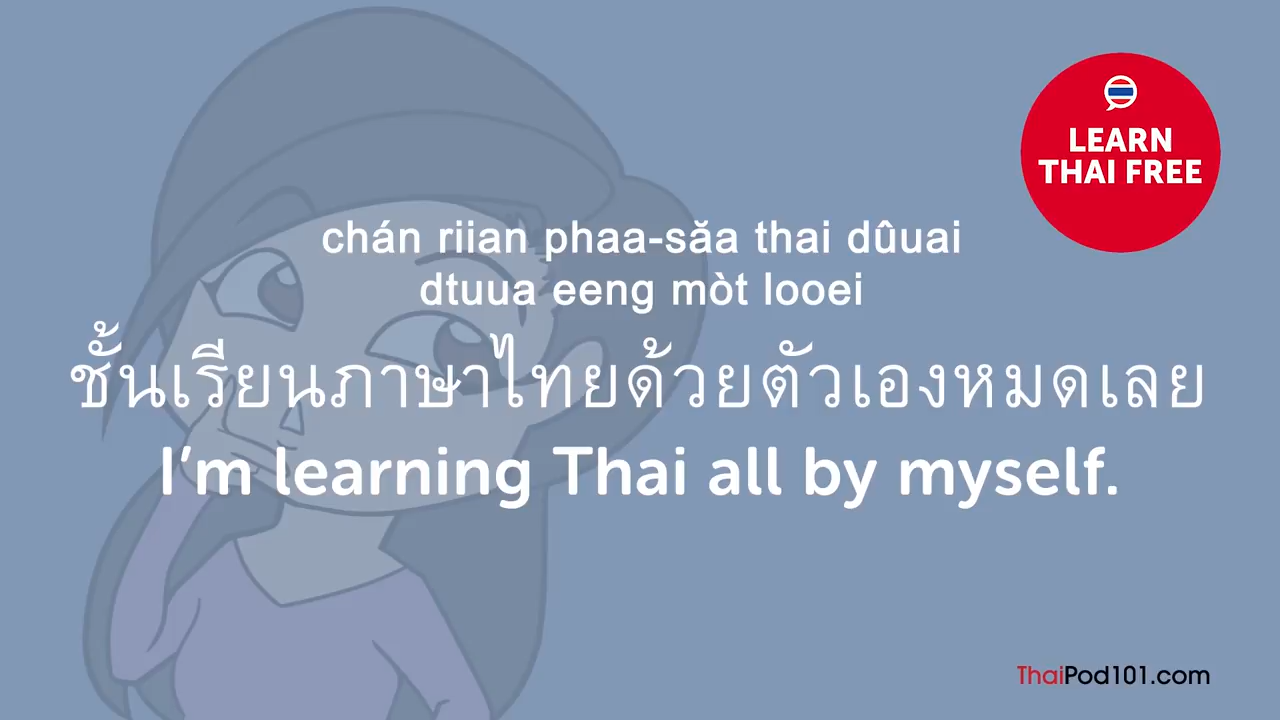 LEARN
THAI FREE
chán riian phaa-săa thai dûuai
dtuua eeng mòt looei
ชั้นเรียนภาษาไทยด้วยตัวเองหมดเลย
I’m learning Thai all by myself.
ThaiPod101.com